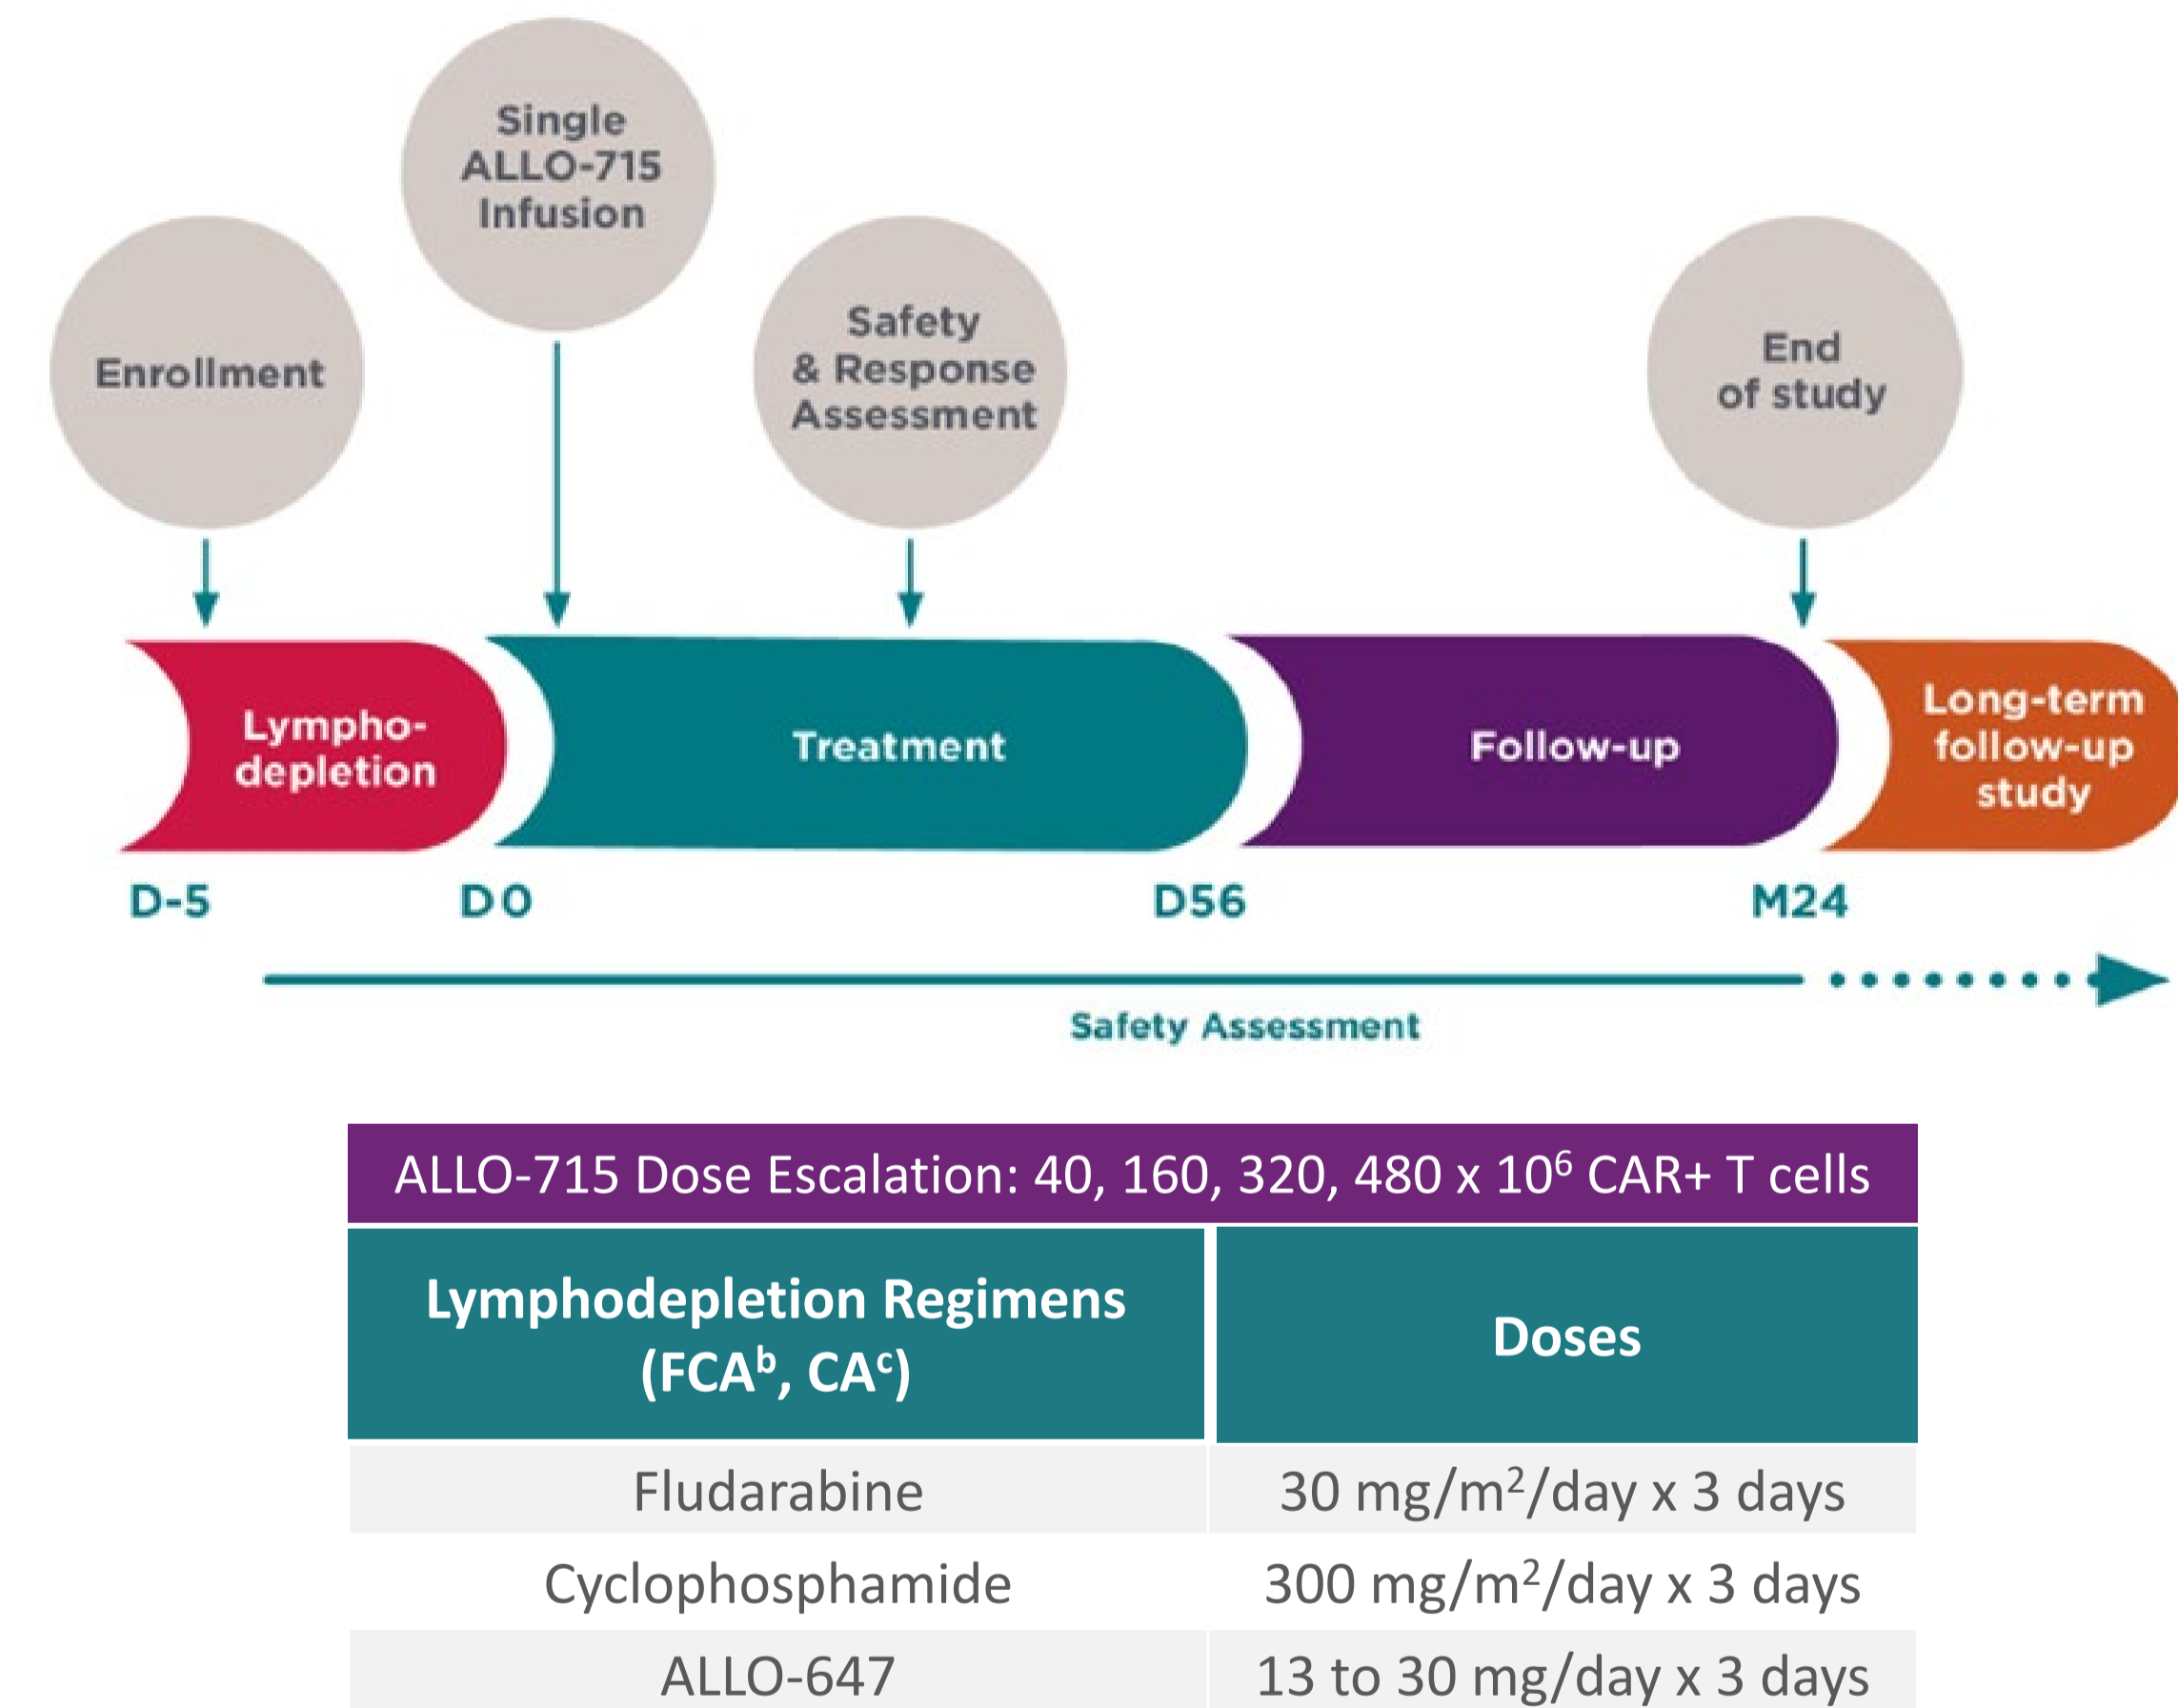 Single
ALLO-715
Infusion
Enrollment
Safety
& Response
Assessment
End
of study
Lympho-
depletion
Treatment
Follow-up
Long-term
follow-up
study
D-5
D0
D56
M24
Safety Assessment
ALLO-715 Dose Escalation: 40, 160, 320, 480 x 10⁶ CAR+ T cells
Lymphodepletion Regimens
(FCAᵇ, CAᶜ)
Doses
Fludarabine
30 mg/m²/day x 3 days
Cyclophosphamide
300 mg/m²/day x 3 days
ALLO-647
13 to 30 mg/day x 3 days